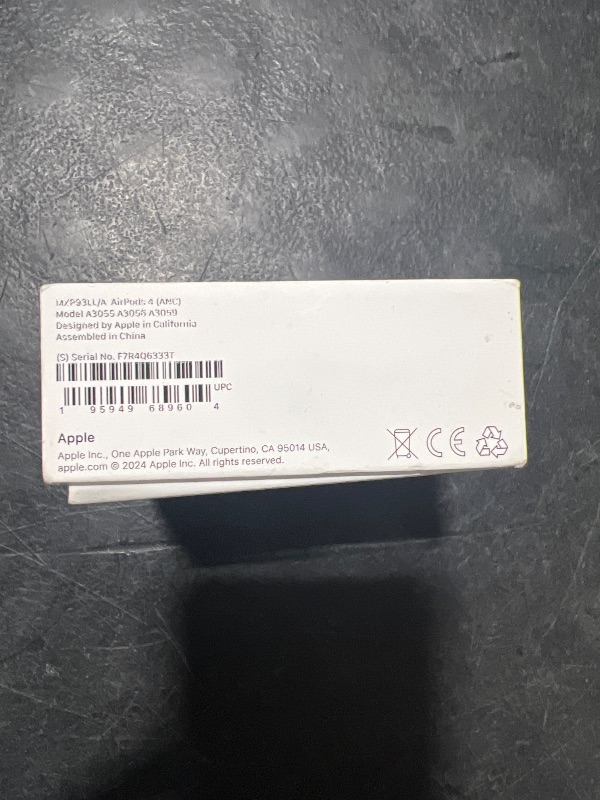 MXP93LL/A AirPods 4 (ANC)
Model A3055 A3056 A3059
Designed by Apple in California
Assembled in China
(S) Serial No. F7R4Q6333T
UPC
1 95949 68960 4
Apple
Apple Inc., One Apple Park Way, Cupertino, CA 95014 USA,
apple.com © 2024 Apple Inc. All rights reserved.
CE